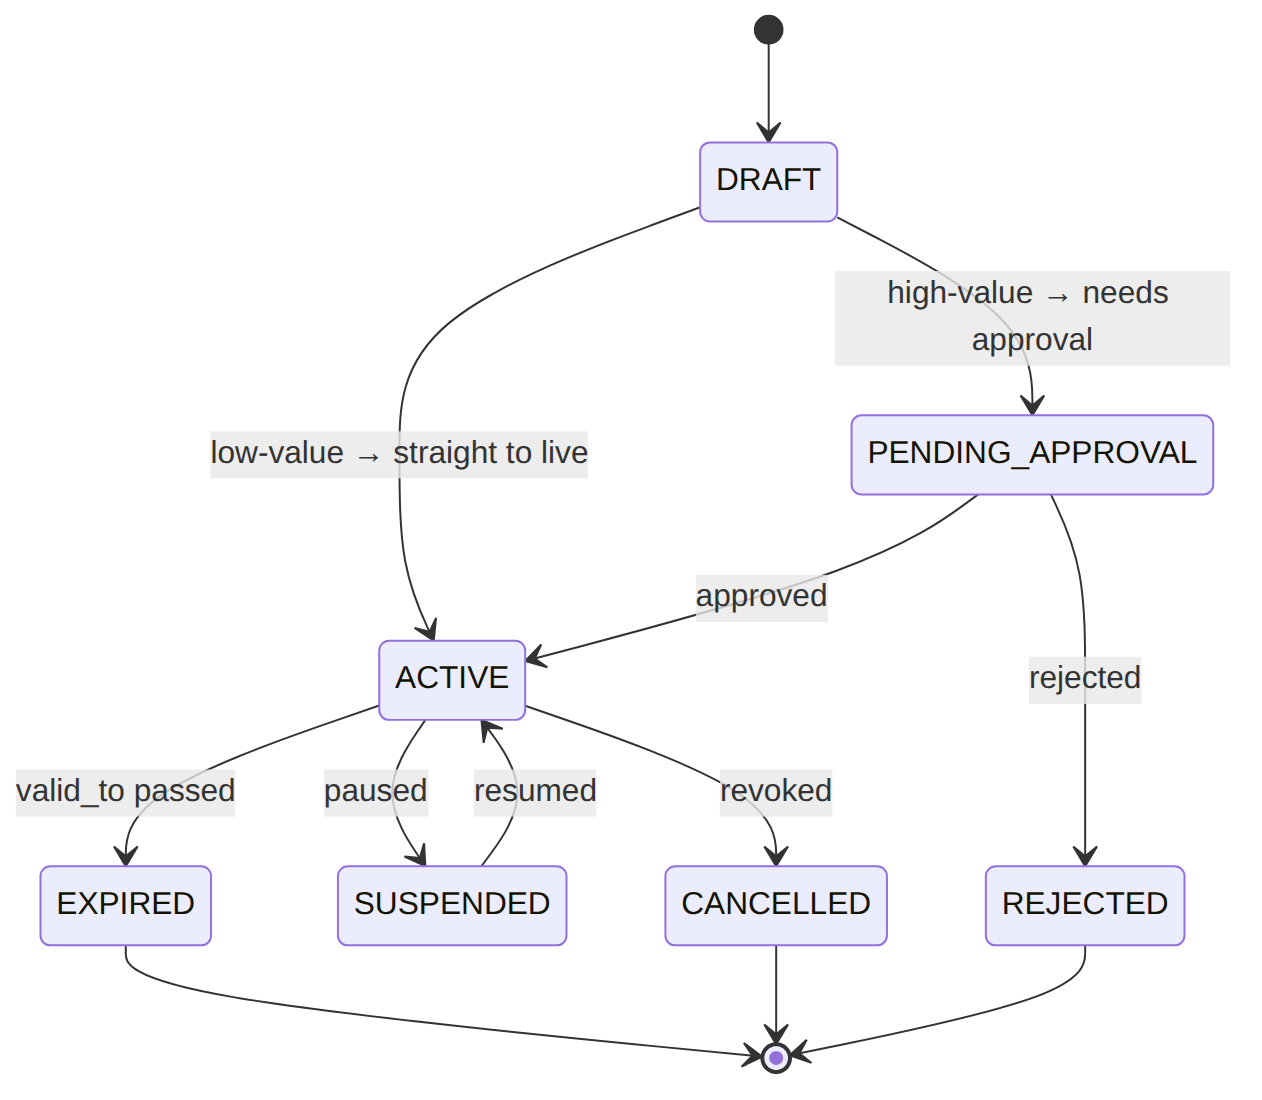 DRAFT
high-value → needs
approval
low-value → straight to live
PENDING_APPROVAL
approved
ACTIVE
rejected
valid_to passed
paused
resumed
revoked
EXPIRED
SUSPENDED
CANCELLED
REJECTED